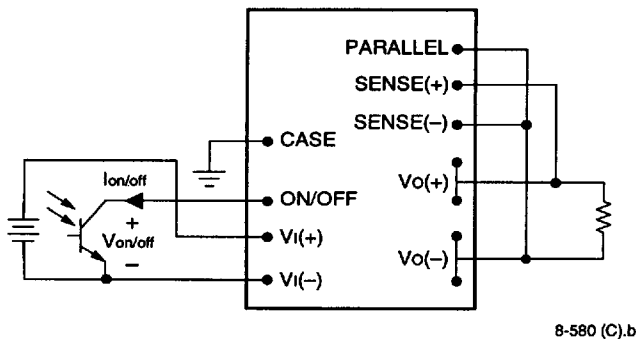 PARALLEL
SENSE(+)
SENSE(–)
CASE
Ion/off
ON/OFF
VO(+)
+
Von/off
–
VI(+)
VO(–)
VI(–)
8-580 (C).b